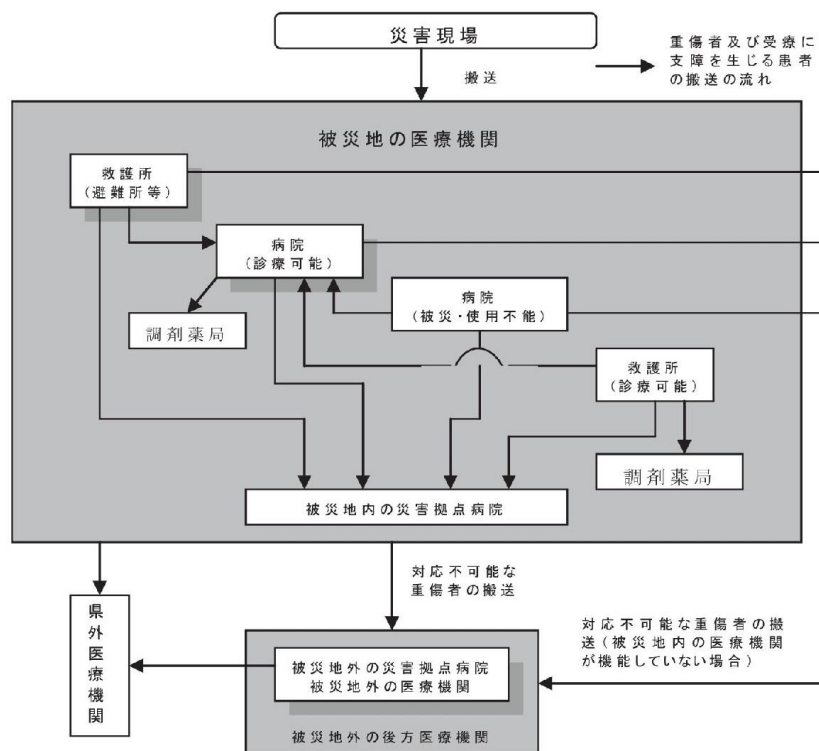 災害現場
搬送
重傷者及び受療に
支障を生じる患者
の搬送の流れ
被災地の医療機関
救護所
(避難所等)
病院
(診療可能)
調剤薬局
病院
(被災・使用不能)
救護所
(診療可能)
調剤薬局
被災地内の災害拠点病院
対応不可能な
重傷者の搬送
県外医療機関
対応不可能な重傷者の搬
送(被災地内の医療機関
が機能していない場合)
被災地外の災害拠点病院
被災地外の医療機関
被災地外の後方医療機関